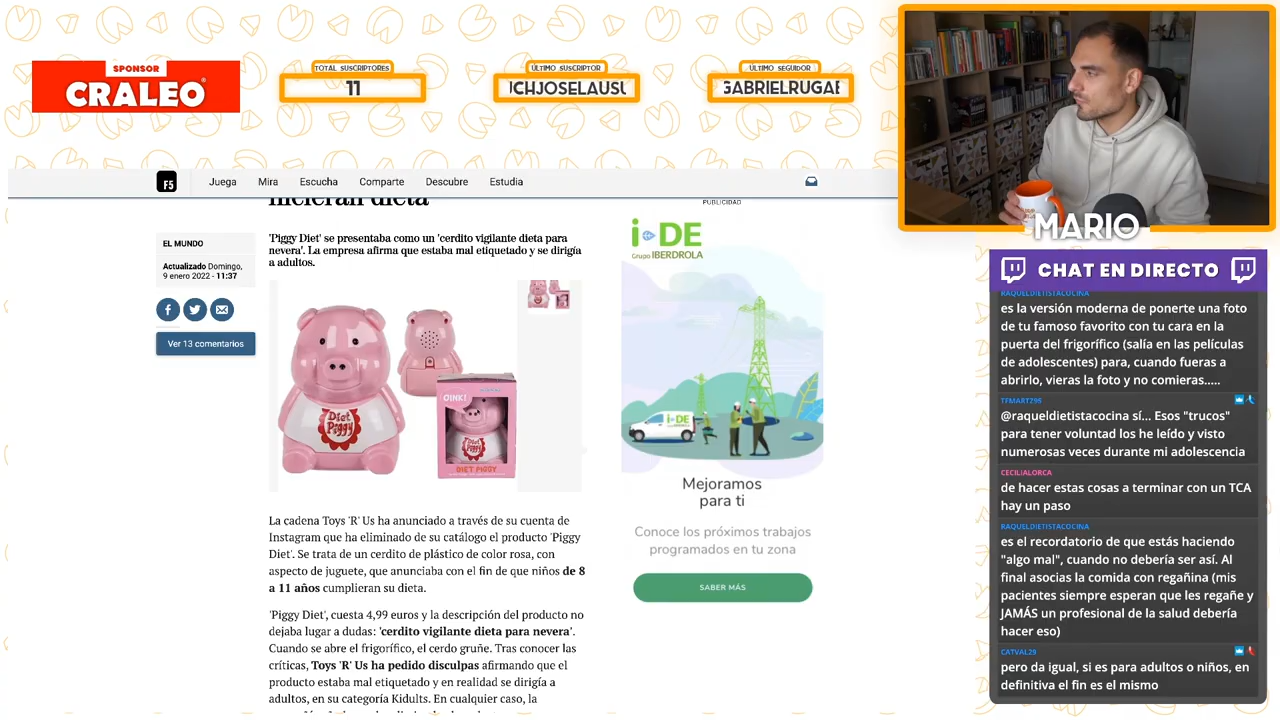 SPONSOR
CRALEO
TOTAL SUSCRIPTORES
11
ÚLTIMO SUSCRIPTOR
ICHJOSELAUSU
ÚLTIMO SEGUIDOR
GABRIELRUGAE
F5
Juega
Mira
Escucha
Comparte
Descubre
Estudia
hicieran dieta
EL MUNDO
Actualizado Domingo,
9 enero 2022 - 11:37
Ver 13 comentarios
'Piggy Diet' se presentaba como un 'cerdito vigilante dieta para
nevera'. La empresa afirma que estaba mal etiquetado y se dirigía
a adultos.
Diet
Piggy
OINK!
Diet
Piggy
DIET PIGGY
La cadena Toys 'R' Us ha anunciado a través de su cuenta de
Instagram que ha eliminado de su catálogo el producto 'Piggy
Diet'. Se trata de un cerdito de plástico de color rosa, con
aspecto de juguete, que anunciaba con el fin de que niños de 8
a 11 años cumplieran su dieta.
'Piggy Diet', cuesta 4,99 euros y la descripción del producto no
dejaba lugar a dudas: 'cerdito vigilante dieta para nevera'.
Cuando se abre el frigorífico, el cerdo gruñe. Tras conocer las
críticas, Toys 'R' Us ha pedido disculpas afirmando que el
producto estaba mal etiquetado y en realidad se dirigía a
adultos, en su categoría Kidults. En cualquier caso, la
PUBLICIDAD
i-DE
Grupo IBERDROLA
i-DE
Mejoramos
para ti
Conoce los próximos trabajos
programados en tu zona
SABER MÁS
MARIO
CHAT EN DIRECTO
RAQUELDIETISTACOCINA
es la versión moderna de ponerte una foto
de tu famoso favorito con tu cara en la
puerta del frigorífico (salía en las películas
de adolescentes) para, cuando fueras a
abrirlo, vieras la foto y no comieras.....
TFMARTZ95
@raqueldietistacocina sí... Esos "trucos"
para tener voluntad los he leído y visto
numerosas veces durante mi adolescencia
CECILIALORCA
de hacer estas cosas a terminar con un TCA
hay un paso
RAQUELDIETISTACOCINA
es el recordatorio de que estás haciendo
"algo mal", cuando no debería ser así. Al
final asocias la comida con regañina (mis
pacientes siempre esperan que les regañe y
JAMÁS un profesional de la salud debería
hacer eso)
CATVAL29
pero da igual, si es para adultos o niños, en
definitiva el fin es el mismo